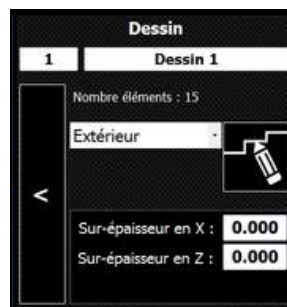 Dessin
1 Dessin 1
Nombre éléments : 15
Extérieur
<
Sur-épaisseur en X : 0.000
Sur-épaisseur en Z : 0.000